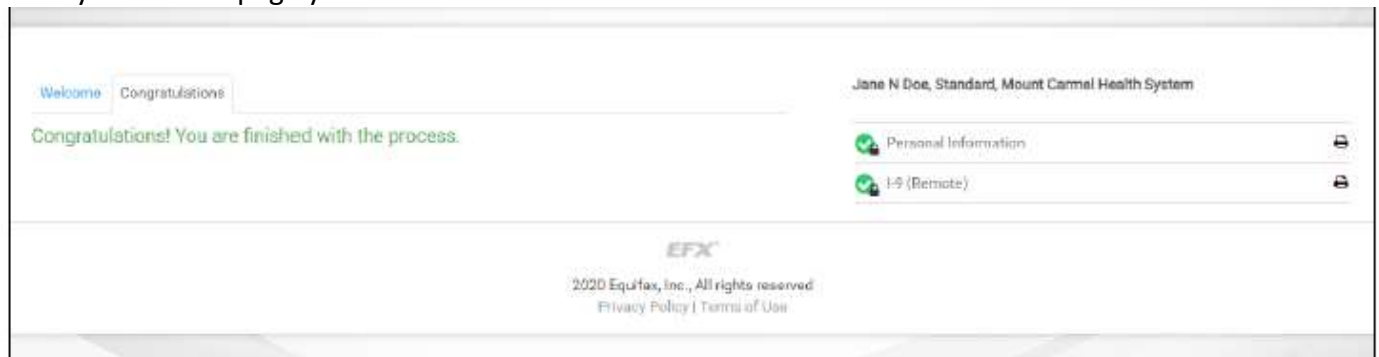 Welcome
Congratulations
Congratulations! You are finished with the process.
Jane N Doe, Standard, Mount Carmel Health System
Personal Information
I-9 (Remote)
EFX
2020 Equifax, Inc., All rights reserved
Privacy Policy | Terms of Use